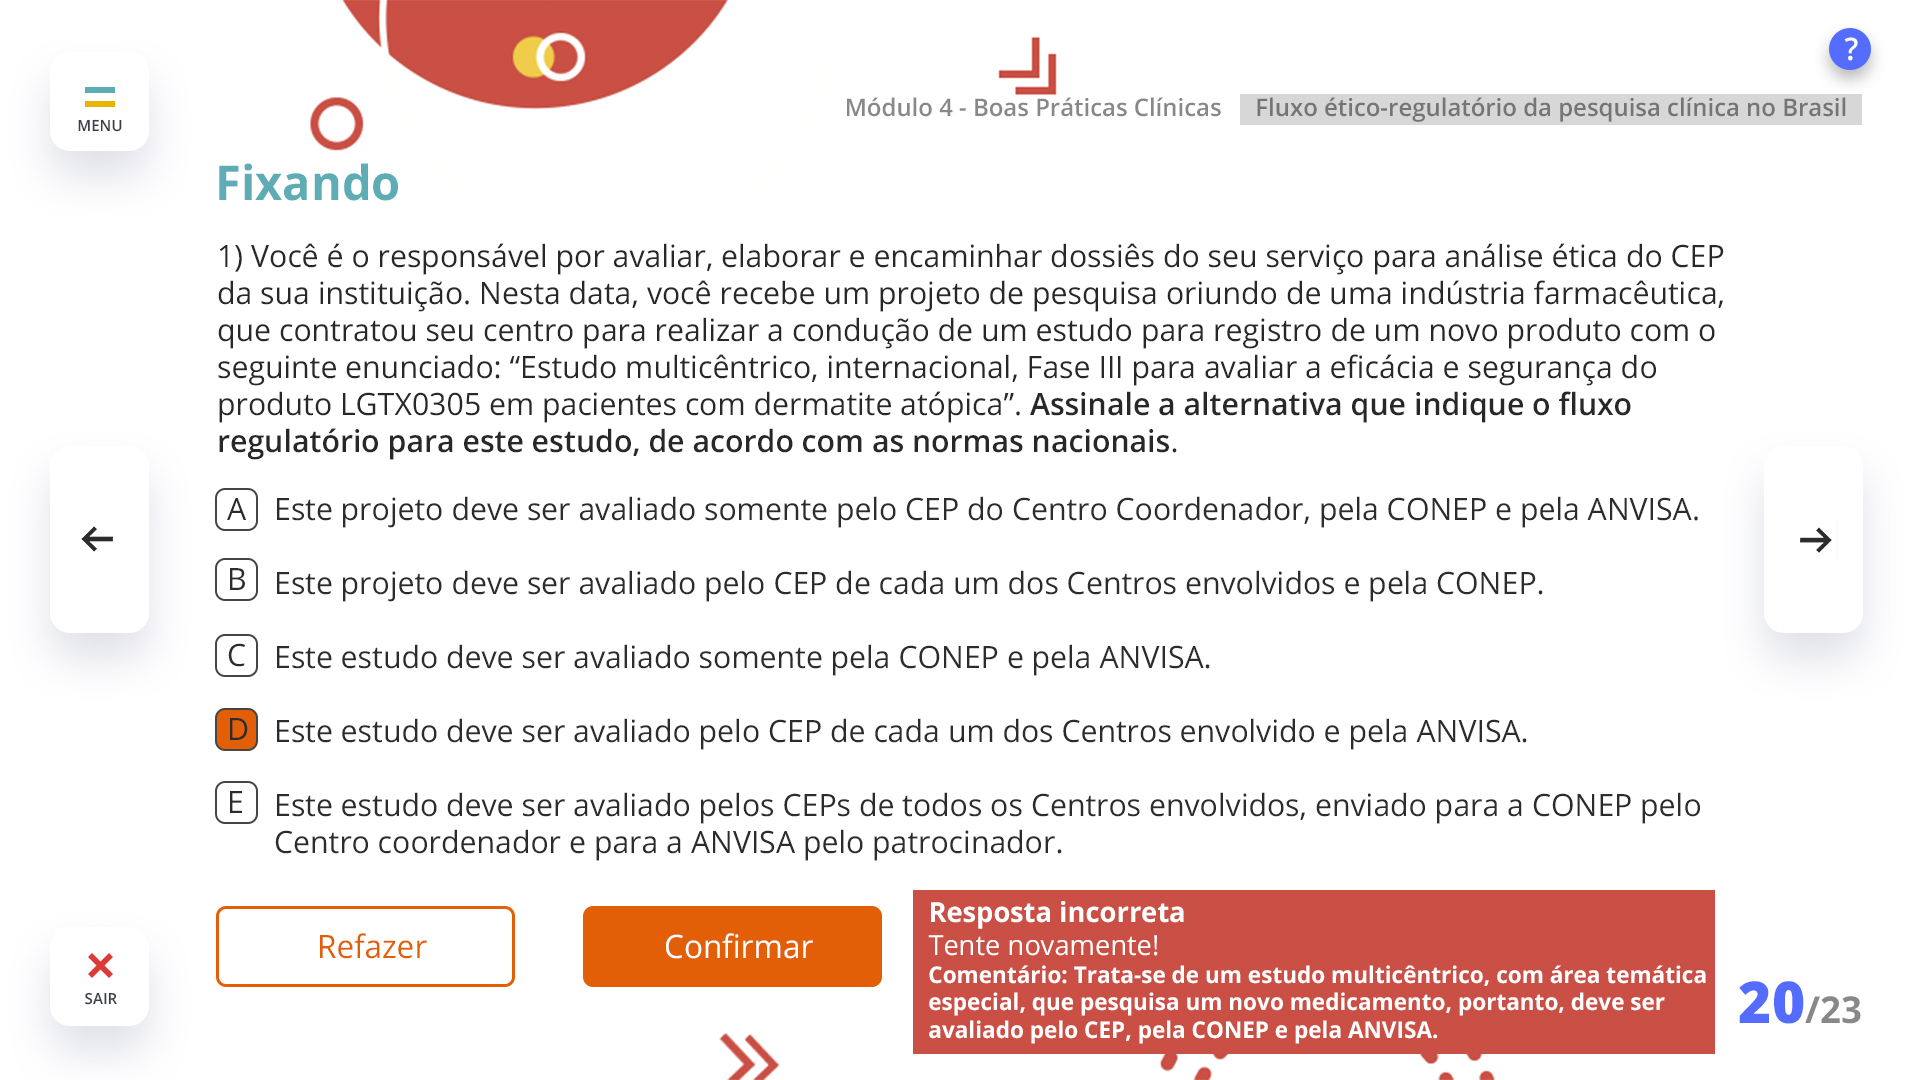 ?
MENU
Módulo 4 - Boas Práticas Clínicas
Fluxo ético-regulatório da pesquisa clínica no Brasil
Fixando
1) Você é o responsável por avaliar, elaborar e encaminhar dossiês do seu serviço para análise ética do CEP
da sua instituição. Nesta data, você recebe um projeto de pesquisa oriundo de uma indústria farmacêutica,
que contratou seu centro para realizar a condução de um estudo para registro de um novo produto com o
seguinte enunciado: “Estudo multicêntrico, internacional, Fase III para avaliar a eficácia e segurança do
produto LGTX0305 em pacientes com dermatite atópica”. Assinale a alternativa que indique o fluxo
regulatório para este estudo, de acordo com as normas nacionais.
A Este projeto deve ser avaliado somente pelo CEP do Centro Coordenador, pela CONEP e pela ANVISA.
B Este projeto deve ser avaliado pelo CEP de cada um dos Centros envolvidos e pela CONEP.
C Este estudo deve ser avaliado somente pela CONEP e pela ANVISA.
D Este estudo deve ser avaliado pelo CEP de cada um dos Centros envolvido e pela ANVISA.
E Este estudo deve ser avaliado pelos CEPs de todos os Centros envolvidos, enviado para a CONEP pelo
Centro coordenador e para a ANVISA pelo patrocinador.
Refazer
Confirmar
Resposta incorreta
Tente novamente!
Comentário: Trata-se de um estudo multicêntrico, com área temática
especial, que pesquisa um novo medicamento, portanto, deve ser
avaliado pelo CEP, pela CONEP e pela ANVISA.
SAIR
20/23